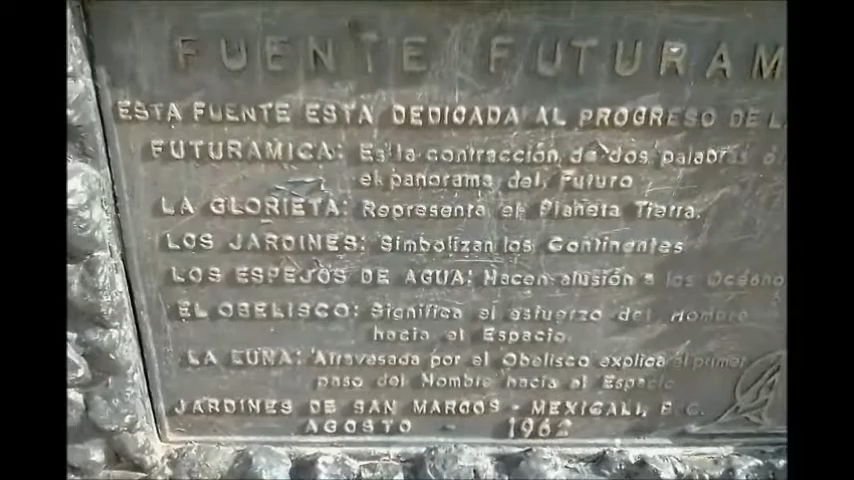 FUENTE FUTURAM
ESTA FUENTE ESTA DEDICADA AL PROGRESO DE
FUTURAMICA: Es la contracción de dos palabras
el panorama del Futuro
LA GLORIETA: Representa el Planeta Tierra.
LOS JARDINES: Simbolizan los Continentes
LOS ESPEJOS DE AGUA: Hacen alusión a los Océano
EL OBELISCO: Significa el esfuerzo del Hombre
hacia el Espacio.
LA LUNA: Atravesada por el Obelisco explica el primer
paso del Hombre hacia el Espacio
JARDINES DE SAN MARCOS - MEXICALI, B. C.
AGOSTO 1962